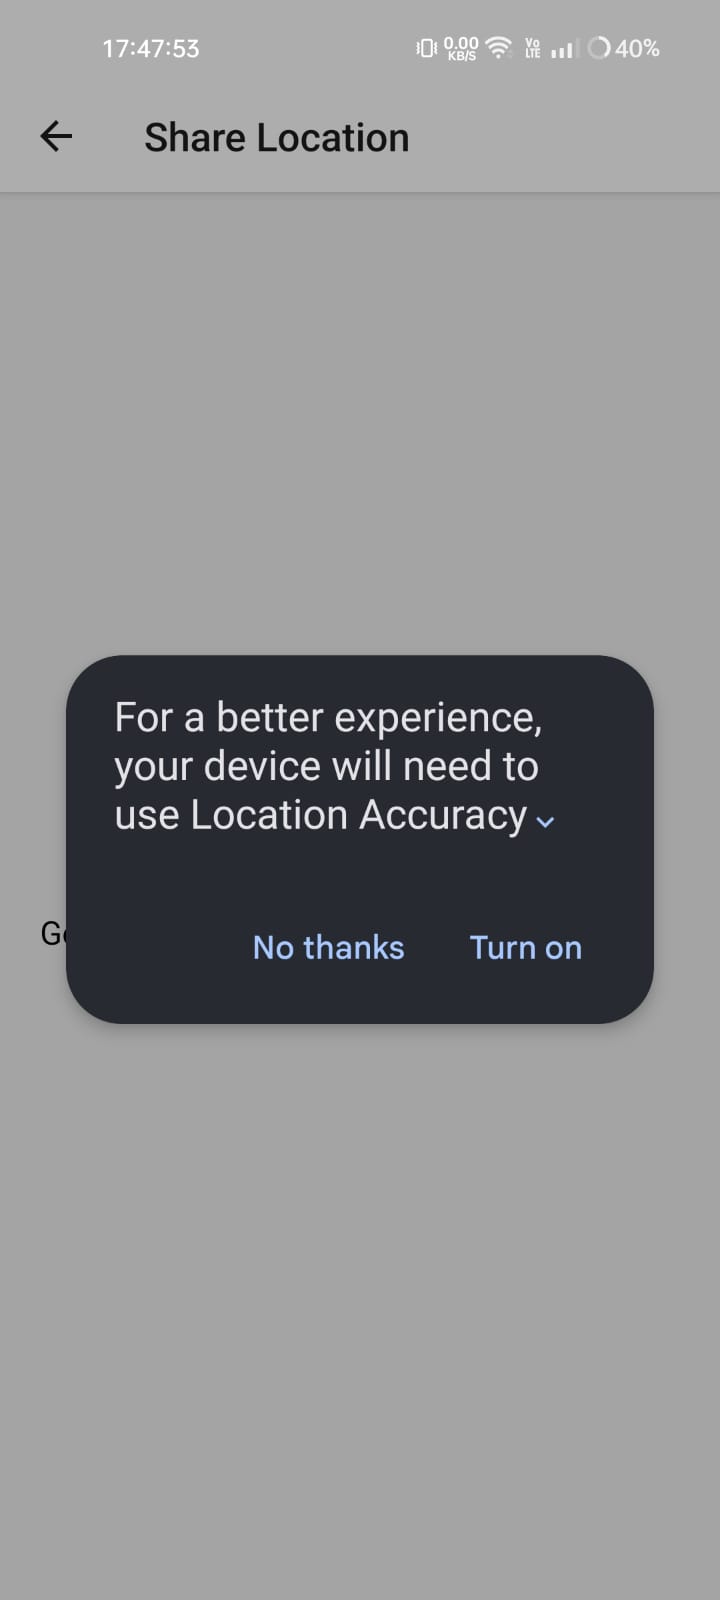 17:47:53
0.00
KB/S
Vo
LTE
40%
Share Location
For a better experience,
your device will need to
use Location Accuracy
No thanks
Turn on